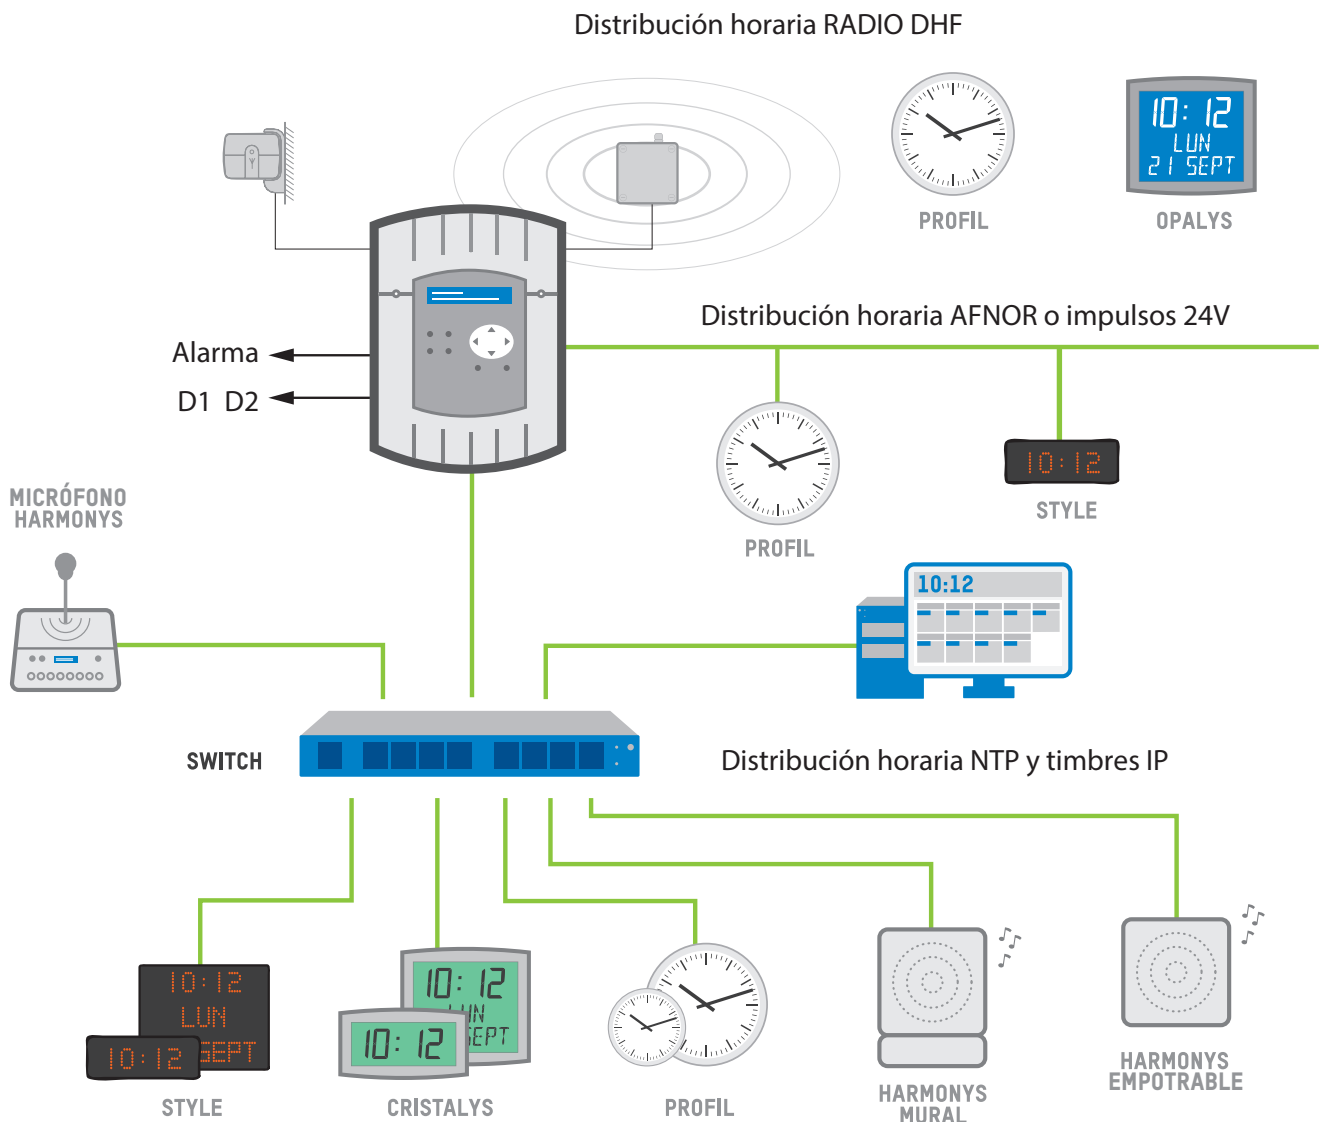 Distribución horaria RADIO DHF
10:12
LUN
21 SEPT
PROFIL
OPALYS
Distribución horaria AFNOR o impulsos 24V
Alarma
D1 D2
10:12
STYLE
PROFIL
MICRÓFONO
HARMONYS
10:12
SWITCH
Distribución horaria NTP y timbres IP
10:12
LUN
SEPT
10:12
10:12
LUN
SEPT
10:12
STYLE
CRISTALYS
PROFIL
HARMONYS
MURAL
HARMONYS
EMPOTRABLE